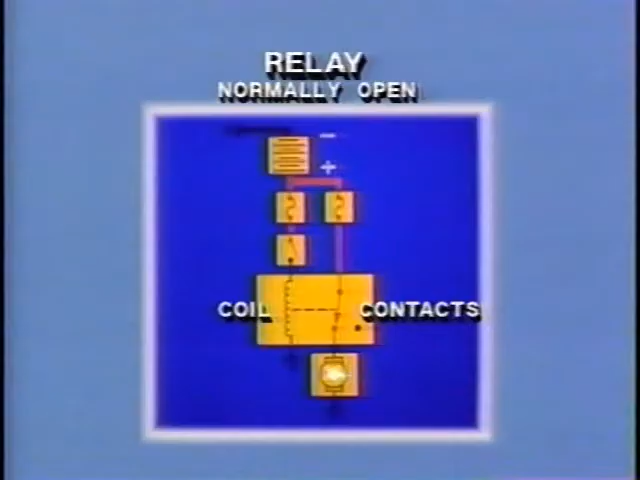 RELAY
NORMALLY OPEN
−
+
COIL
CONTACTS